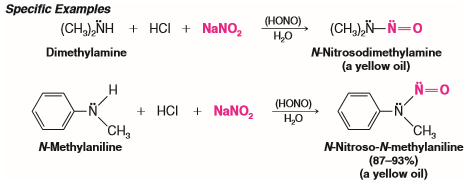 Specific Examples
(CH₃)₂N̈H + HCl + NaNO₂ (HONO) H₂O (CH₃)₂N̈—N̈=O
Dimethylamine N-Nitrosodimethylamine
(a yellow oil)
H N̈=O
N̈ + HCl + NaNO₂ (HONO) H₂O N̈
CH₃ CH₃
N-Methylaniline N-Nitroso-N-methylaniline
(87–93%)
(a yellow oil)